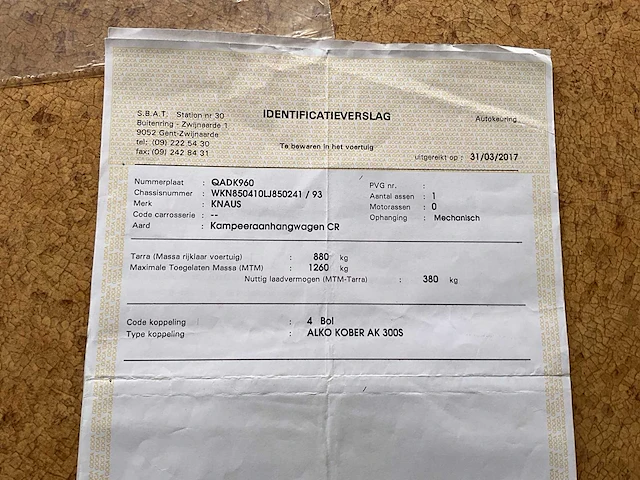 S.B.A.T. Station nr 30
Buitenring - Zwijnaarde 1
9052 Gent-Zwijnaarde
tel: (09) 222 54 30
fax: (09) 242 84 31
IDENTIFICATIEVERSLAG
Autokeuring
Te bewaren in het voertuig
uitgereikt op : 31/03/2017
Nummerplaat : QADK960
Chassisnummer : WKN850410LJ850241 / 93
Merk : KNAUS
Code carrosserie : --
Aard : Kampeeraanhangwagen CR
PVG nr. :
Aantal assen : 1
Motorassen : 0
Ophanging : Mechanisch
Tarra (Massa rijklaar voertuig) : 880 kg
Maximale Toegelaten Massa (MTM) : 1260 kg
Nuttig laadvermogen (MTM-Tarra) : 380 kg
Code koppeling : 4 Bol
Type koppeling : ALKO KOBER AK 300S